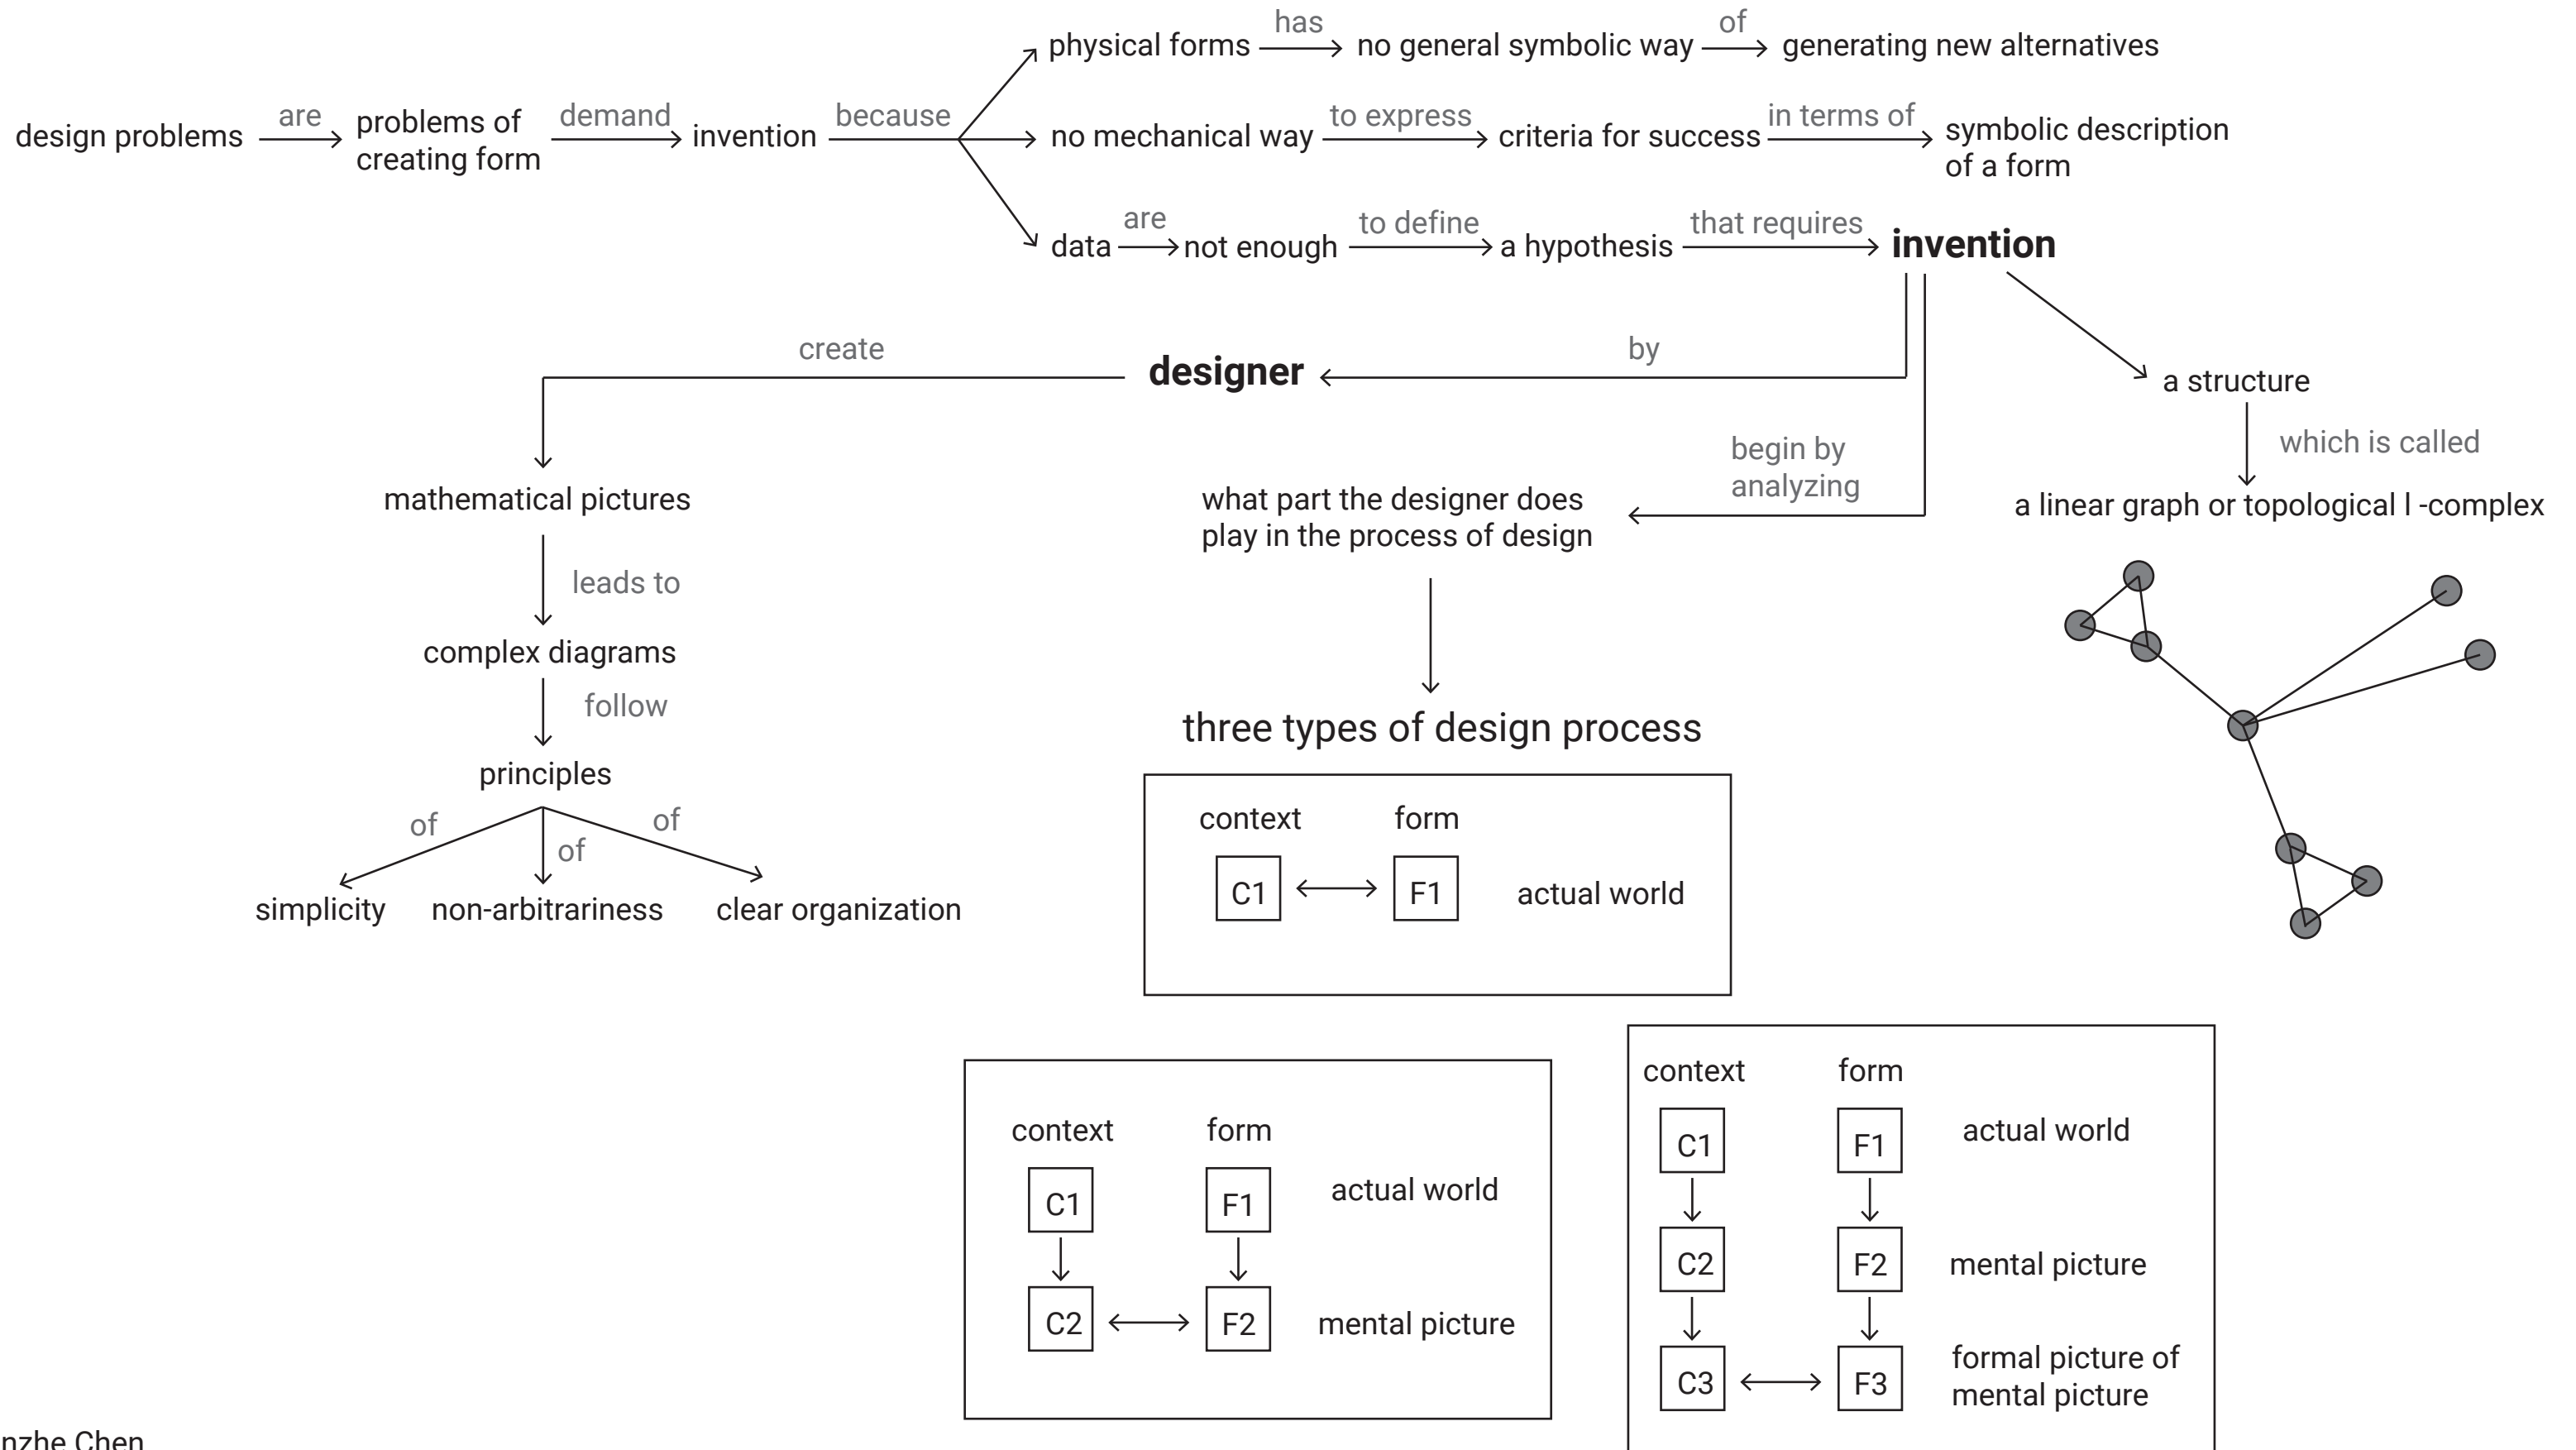 has
of
physical forms
no general symbolic way
generating new alternatives
design problems
are
problems of
creating form
demand
invention
because
no mechanical way
to express
criteria for success
in terms of
symbolic description
of a form
data
are
not enough
to define
a hypothesis
that requires
invention
create
designer
by
a structure
which is called
a linear graph or topological l -complex
begin by
analyzing
what part the designer does
play in the process of design
mathematical pictures
leads to
complex diagrams
follow
principles
of
of
of
simplicity
non-arbitrariness
clear organization
three types of design process
context
form
C1
F1
actual world
context
form
C1
F1
actual world
C2
F2
mental picture
context
form
C1
F1
actual world
C2
F2
mental picture
C3
F3
formal picture of
mental picture
nzhe Chen